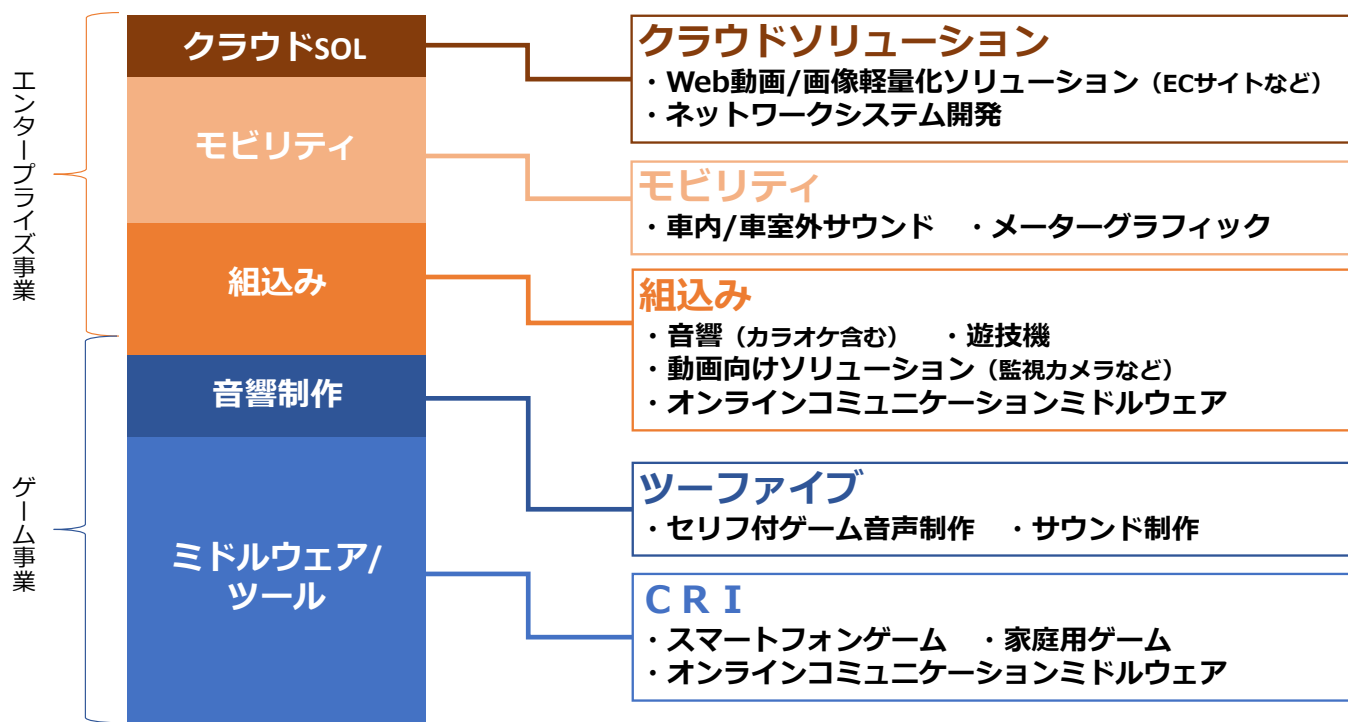 エンタープライズ事業
ゲーム事業
クラウドSOL
モビリティ
組込み
音響制作
ミドルウェア/
ツール
クラウドソリューション
・Web動画/画像軽量化ソリューション（ECサイトなど）
・ネットワークシステム開発
モビリティ
・車内/車室外サウンド　・メーターグラフィック
組込み
・音響（カラオケ含む）　・遊技機
・動画向けソリューション（監視カメラなど）
・オンラインコミュニケーションミドルウェア
ツーファイブ
・セリフ付ゲーム音声制作　・サウンド制作
ＣＲＩ
・スマートフォンゲーム　・家庭用ゲーム
・オンラインコミュニケーションミドルウェア